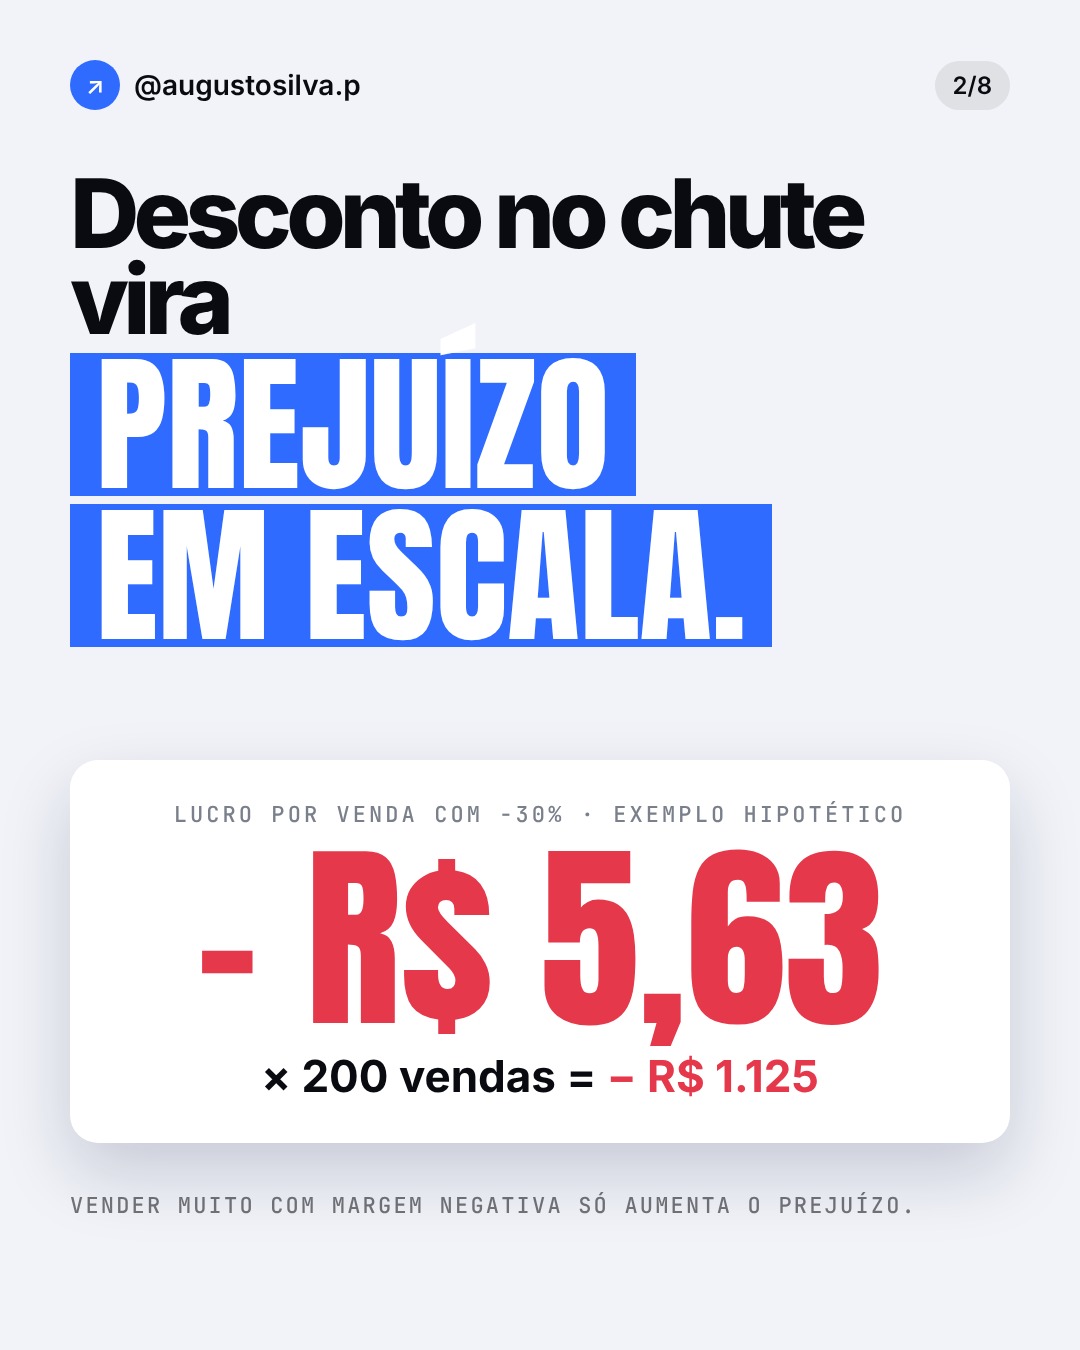 @augustosilva.p
2/8
Desconto no chute
vira
PREJUÍZO
EM ESCALA.
LUCRO POR VENDA COM -30% · EXEMPLO HIPOTÉTICO
- R$ 5,63
× 200 vendas = – R$ 1.125
VENDER MUITO COM MARGEM NEGATIVA SÓ AUMENTA O PREJUÍZO.